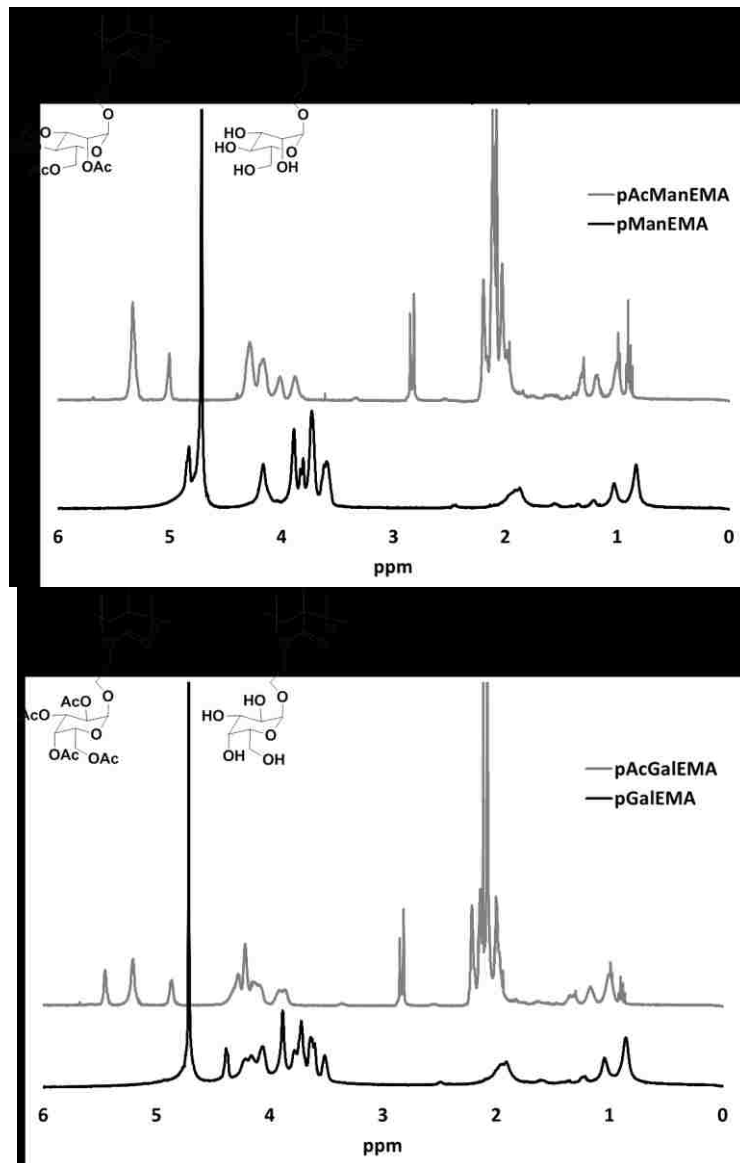 O O
AcO OAc
HO
HO
HO OH
pAcManEMA
pManEMA
6 5 4 3 2 1 0
ppm
O O
AcO HO
AcO O HO O
AcO OAc OH OH
pAcGalEMA
pGalEMA
6 5 4 3 2 1 0
ppm